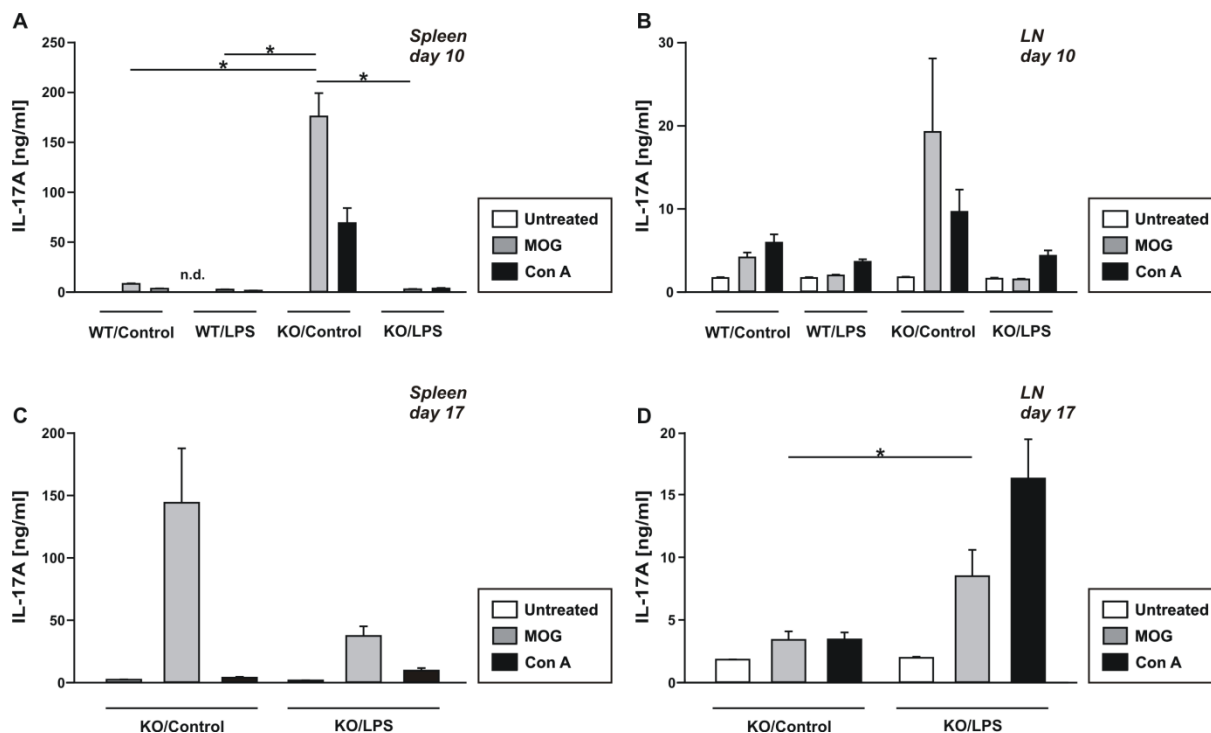 A
Spleen
day 10
IL-17A [ng/ml]
250
200
150
100
50
0
*
*
*
n.d.
WT/Control
WT/LPS
KO/Control
KO/LPS
Untreated
MOG
Con A
B
LN
day 10
IL-17A [ng/ml]
30
20
10
0
WT/Control
WT/LPS
KO/Control
KO/LPS
Untreated
MOG
Con A
C
Spleen
day 17
IL-17A [ng/ml]
200
150
100
50
0
KO/Control
KO/LPS
Untreated
MOG
Con A
D
LN
day 17
IL-17A [ng/ml]
20
15
10
5
0
*
KO/Control
KO/LPS
Untreated
MOG
Con A